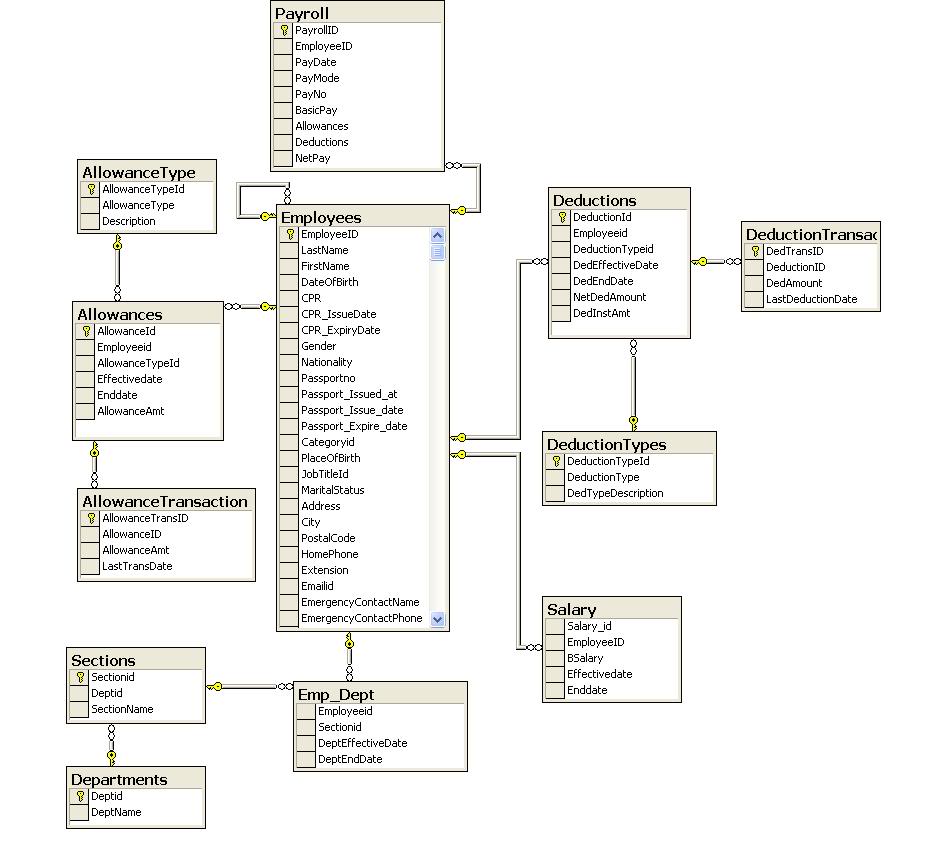 Payroll
PayrollID
EmployeeID
PayDate
PayMode
PayNo
BasicPay
Allowances
Deductions
NetPay
AllowanceType
AllowanceTypeId
AllowanceType
Description
Allowances
AllowanceId
Employeeid
AllowanceTypeId
Effectivedate
Enddate
AllowanceAmt
AllowanceTransaction
AllowanceTransID
AllowanceID
AllowanceAmt
LastTransDate
Employees
EmployeeID
LastName
FirstName
DateOfBirth
CPR
CPR_IssueDate
CPR_ExpiryDate
Gender
Nationality
Passportno
Passport_Issued_at
Passport_Issue_date
Passport_Expire_date
Categoryid
PlaceOfBirth
JobTitleId
MaritalStatus
Address
City
PostalCode
HomePhone
Extension
Emailid
EmergencyContactName
EmergencyContactPhone
Deductions
DeductionId
Employeeid
DeductionTypeid
DedEffectiveDate
DedEndDate
NetDedAmount
DedInstAmt
DeductionTransac
DedTransID
DeductionID
DedAmount
LastDeductionDate
DeductionTypes
DeductionTypeId
DeductionType
DedTypeDescription
Salary
Salary_id
EmployeeID
BSalary
Effectivedate
Enddate
Sections
Sectionid
Deptid
SectionName
Emp_Dept
Employeeid
Sectionid
DeptEffectiveDate
DeptEndDate
Departments
Deptid
DeptName